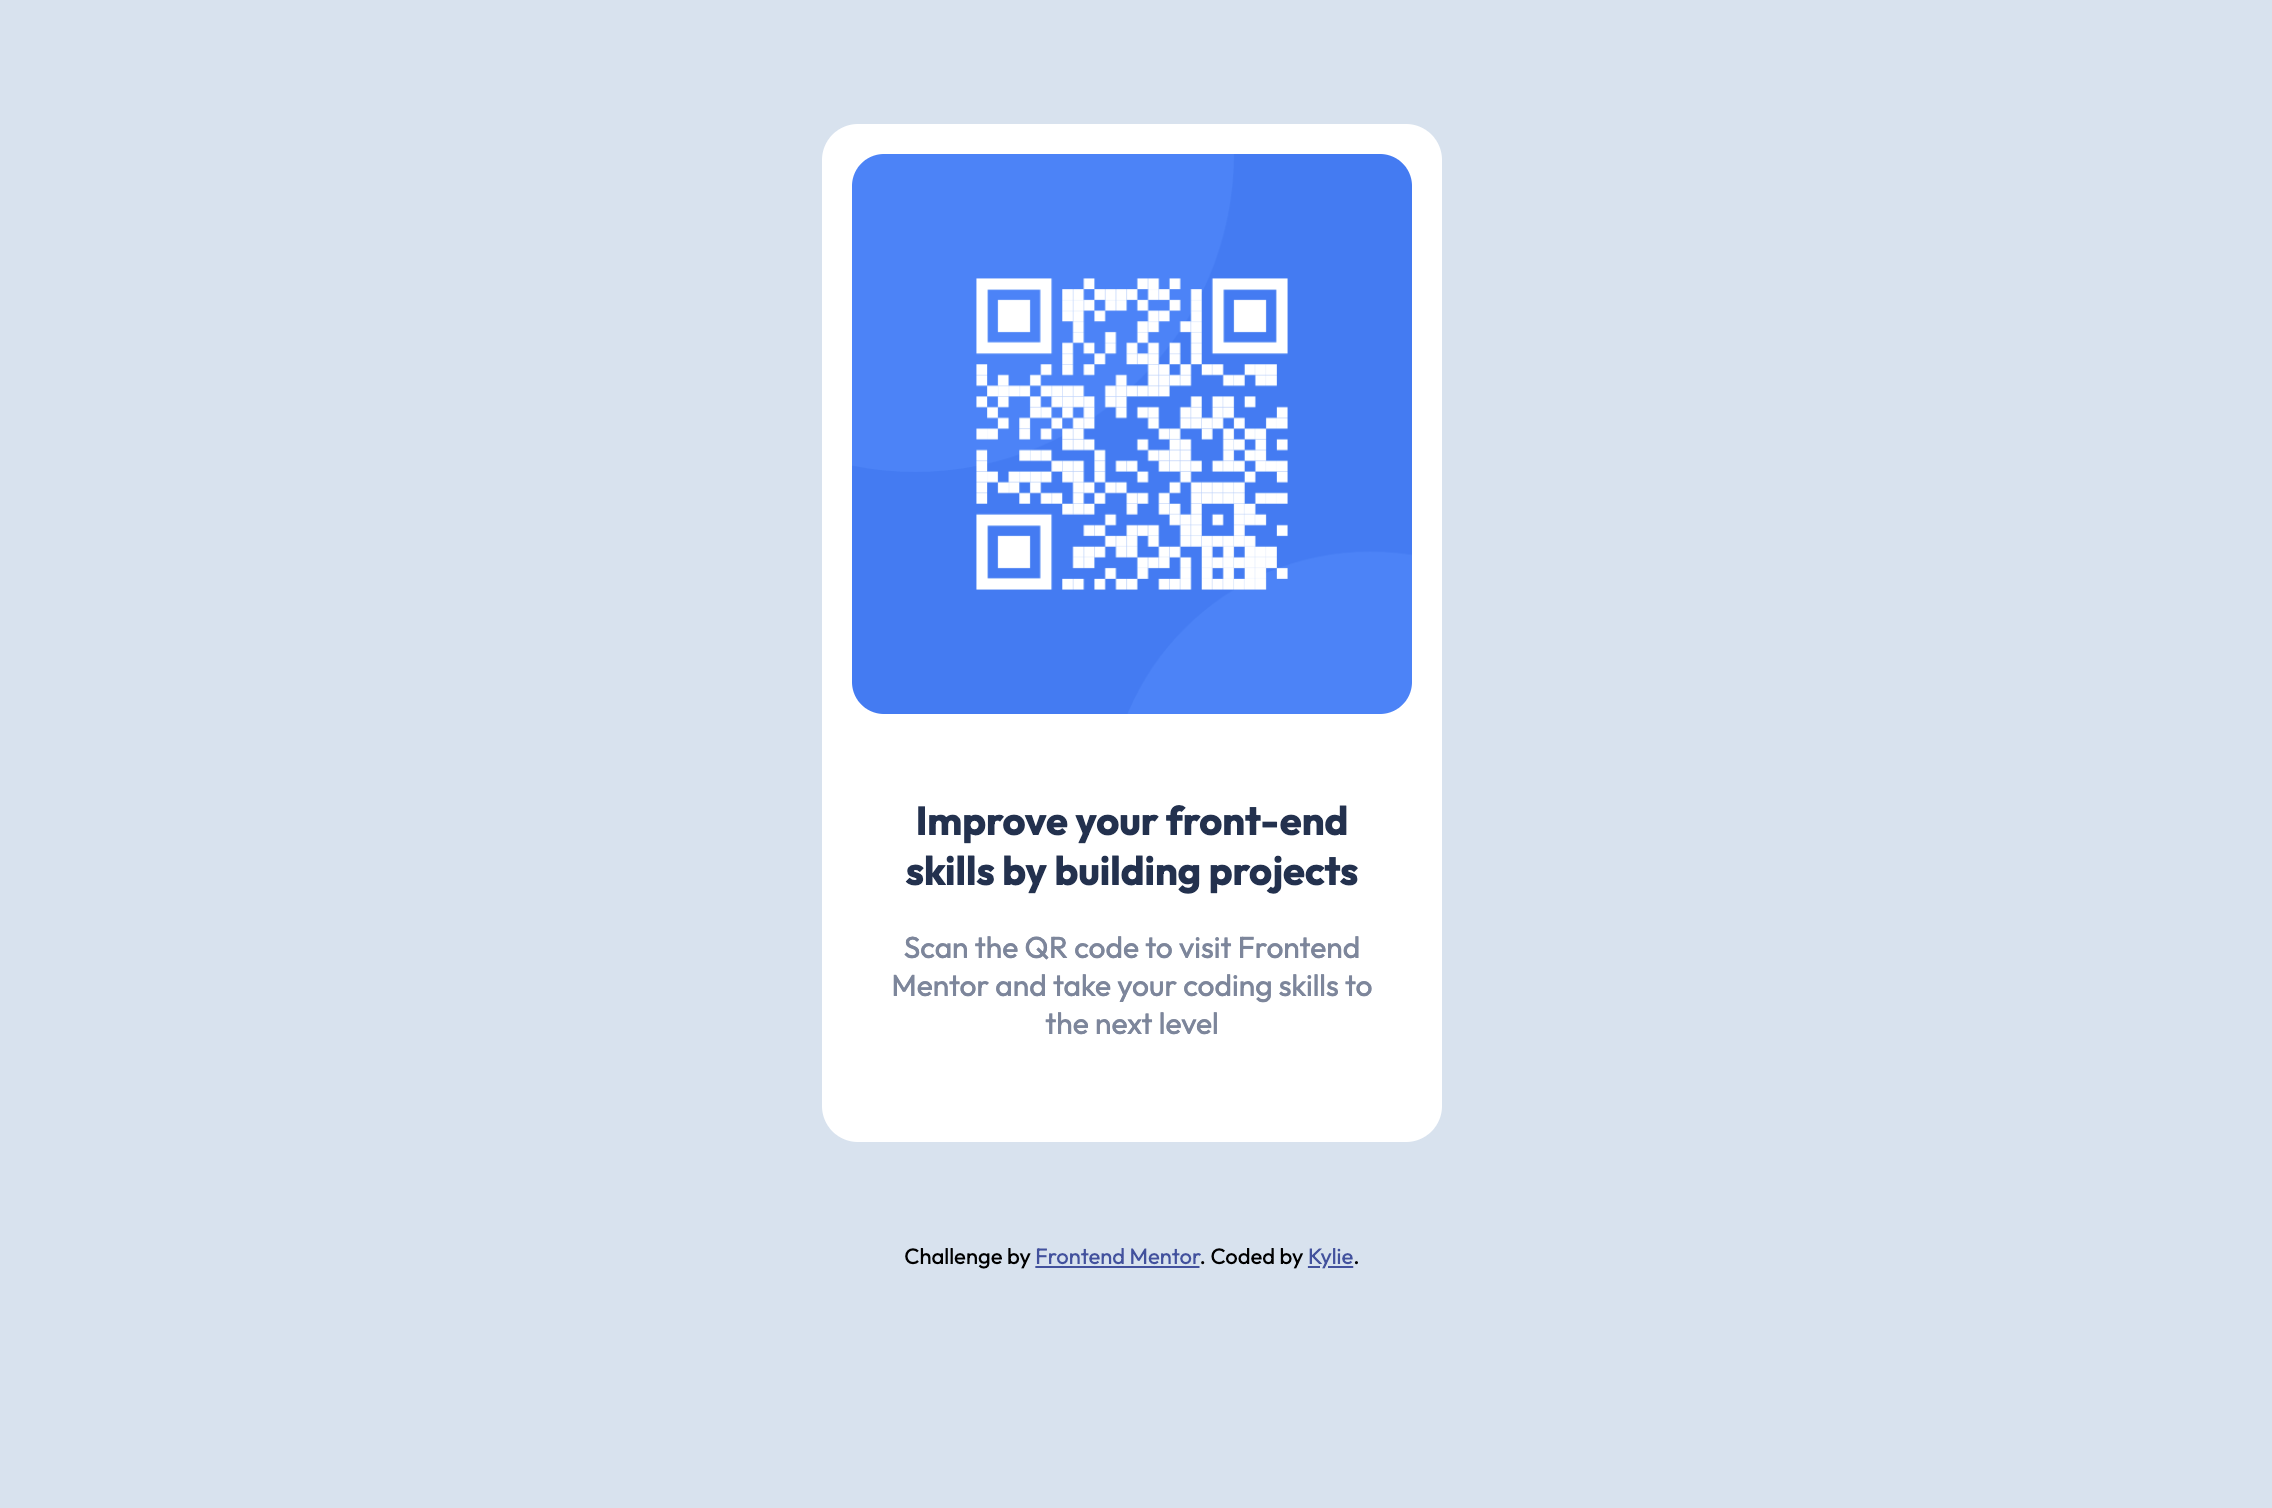 Improve your front-end
skills by building projects
Scan the QR code to visit Frontend
Mentor and take your coding skills to
the next level
Challenge by Frontend Mentor. Coded by Kylie.